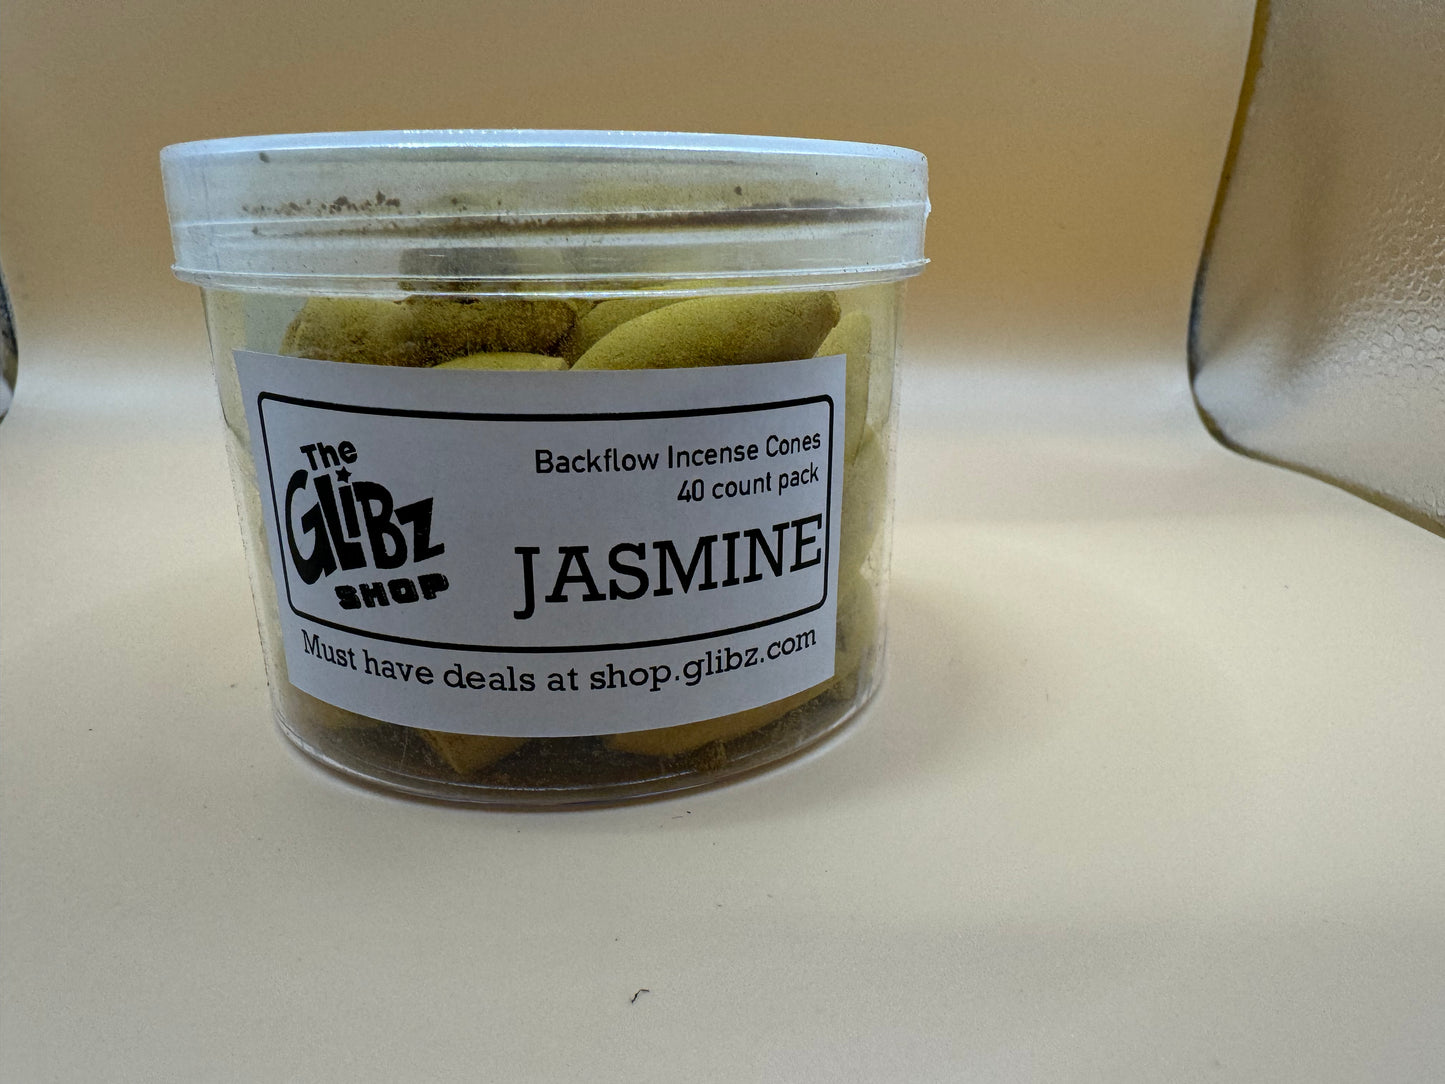 The
GLiBZ
SHOP
Backflow Incense Cones
40 count pack
JASMINE
Must have deals at shop.glibz.com